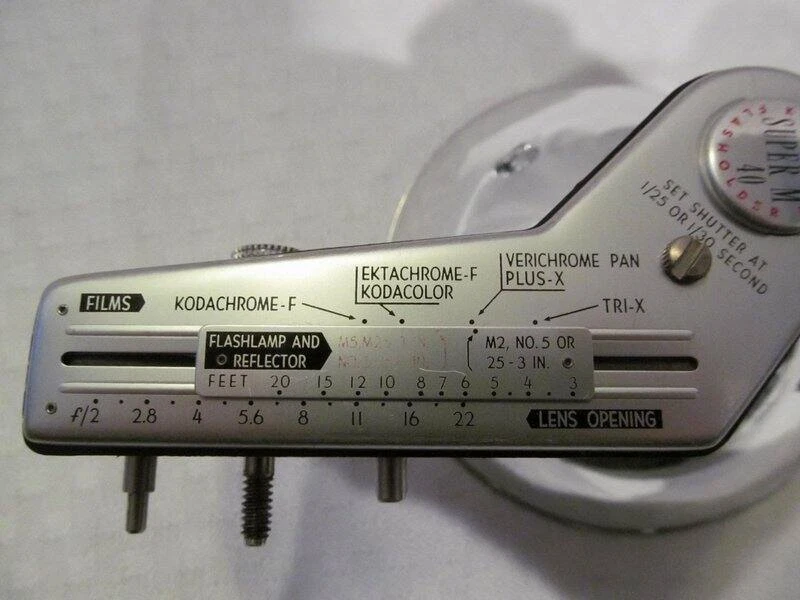 SUPER M
40
FLASHOLDER
SET SHUTTER AT
1/25 OR 1/30 SECOND
FILMS
KODACHROME-F
EKTACHROME-F
KODACOLOR
VERICHROME PAN
PLUS-X
TRI-X
FLASHLAMP AND
REFLECTOR
M2, NO. 5 OR
25-3 IN.
FEET 20 15 12 10 8 7 6 5 4 3
f/2 2.8 4 5.6 8 11 16 22
LENS OPENING